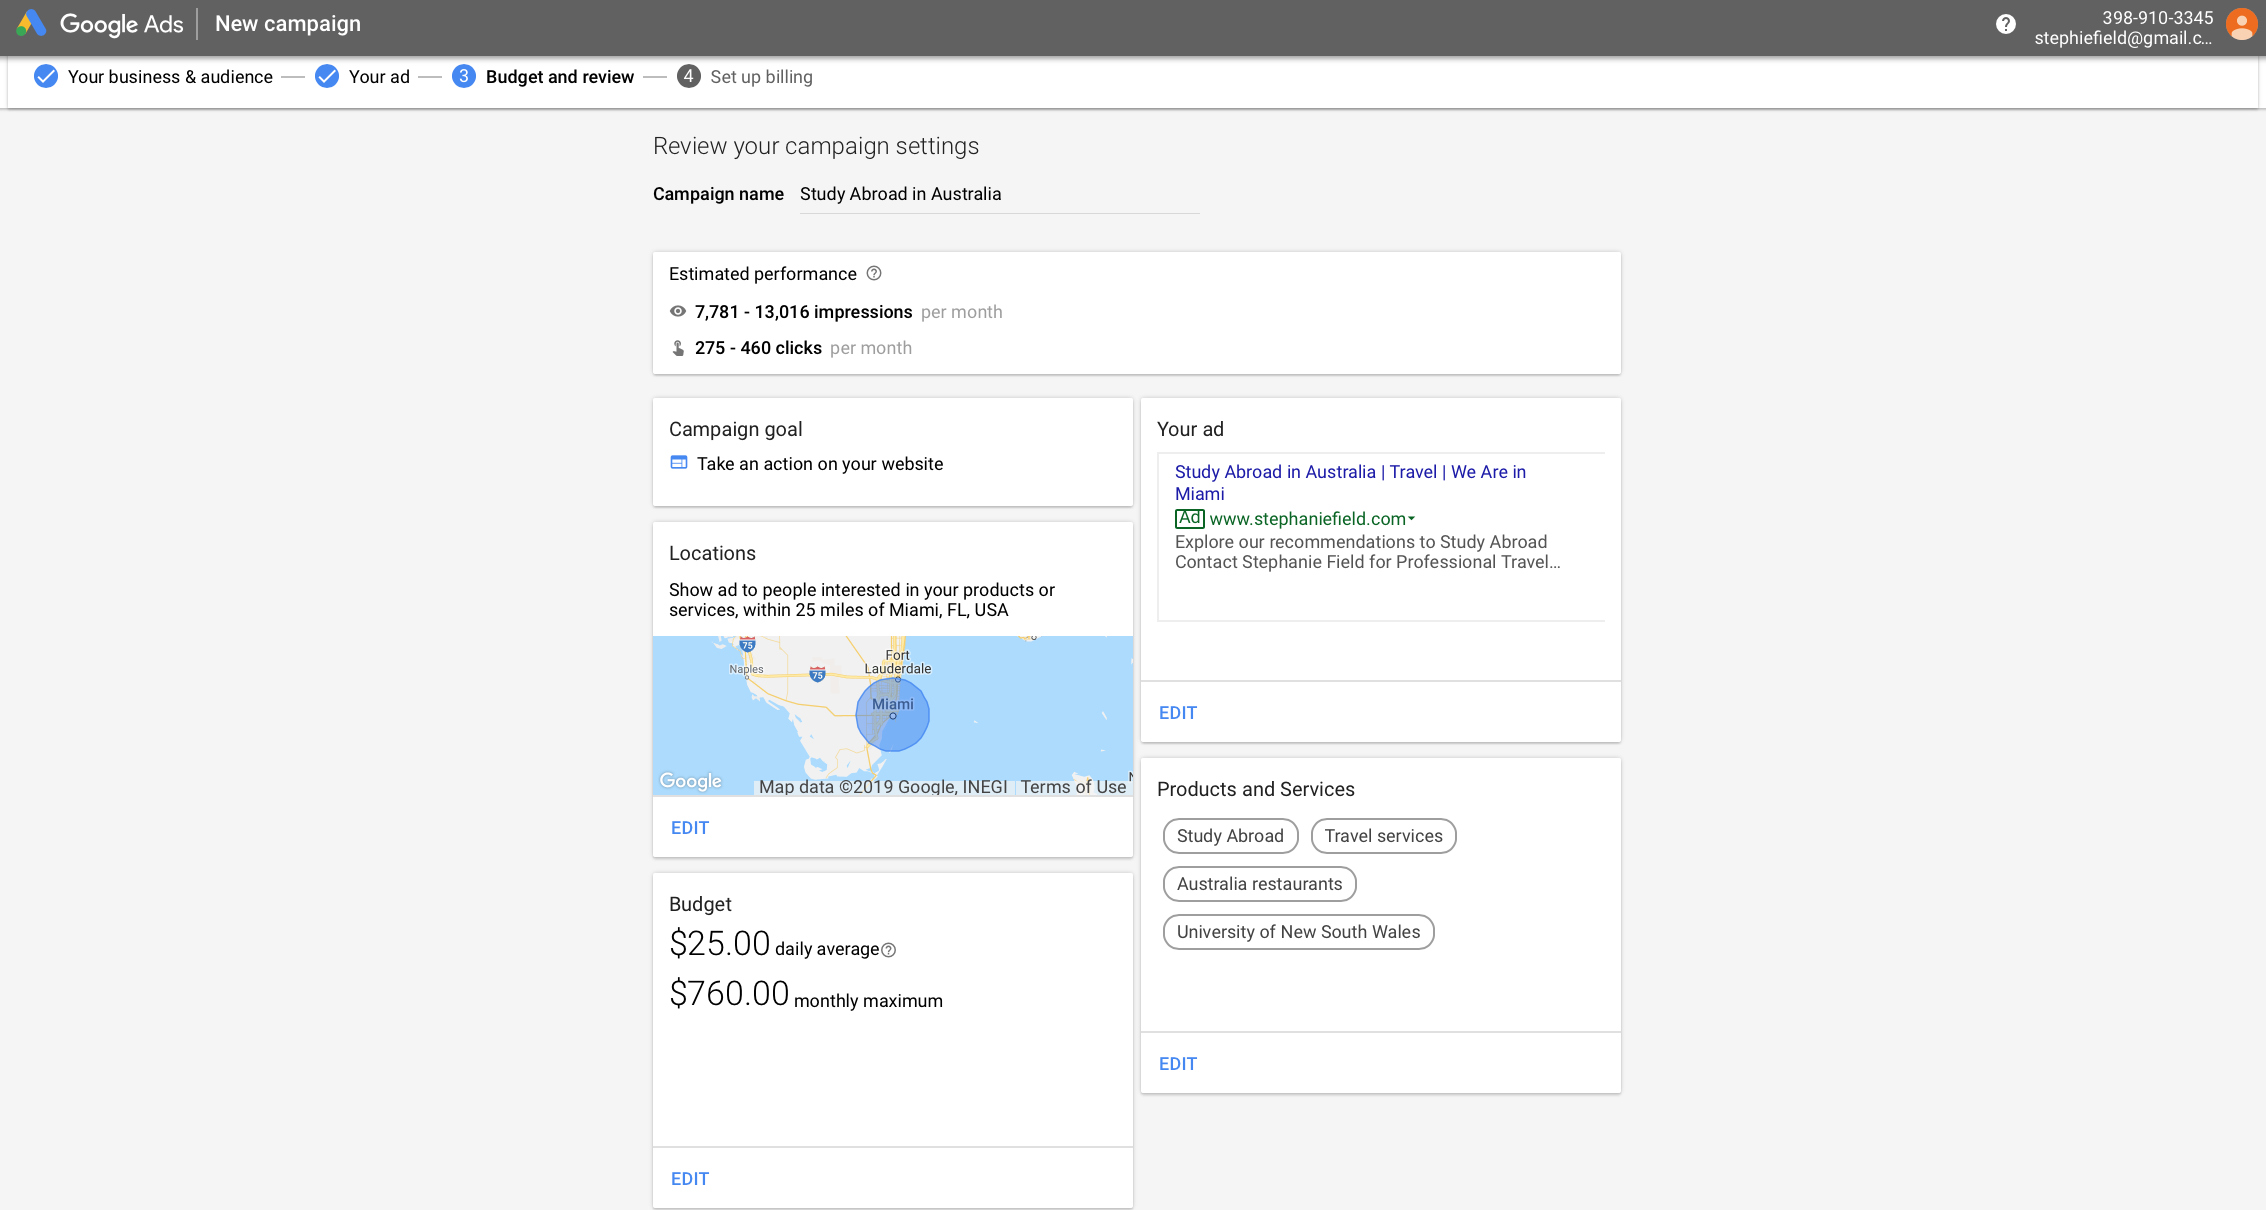 Google Ads New campaign
?
398-910-3345
stephiefield@gmail.c...
Your business & audience
Your ad
3 Budget and review
4 Set up billing
Review your campaign settings
Campaign name Study Abroad in Australia
Estimated performance ?
7,781 - 13,016 impressions per month
275 - 460 clicks per month
Campaign goal
Take an action on your website
Locations
Show ad to people interested in your products or
services, within 25 miles of Miami, FL, USA
75
Naples
75
Fort
Lauderdale
Miami
Google
Map data ©2019 Google, INEGI Terms of Use
EDIT
Budget
$25.00 daily average ?
$760.00 monthly maximum
EDIT
Your ad
Study Abroad in Australia | Travel | We Are in
Miami
Ad www.stephaniefield.com
Explore our recommendations to Study Abroad
Contact Stephanie Field for Professional Travel...
EDIT
Products and Services
Study Abroad
Travel services
Australia restaurants
University of New South Wales
EDIT